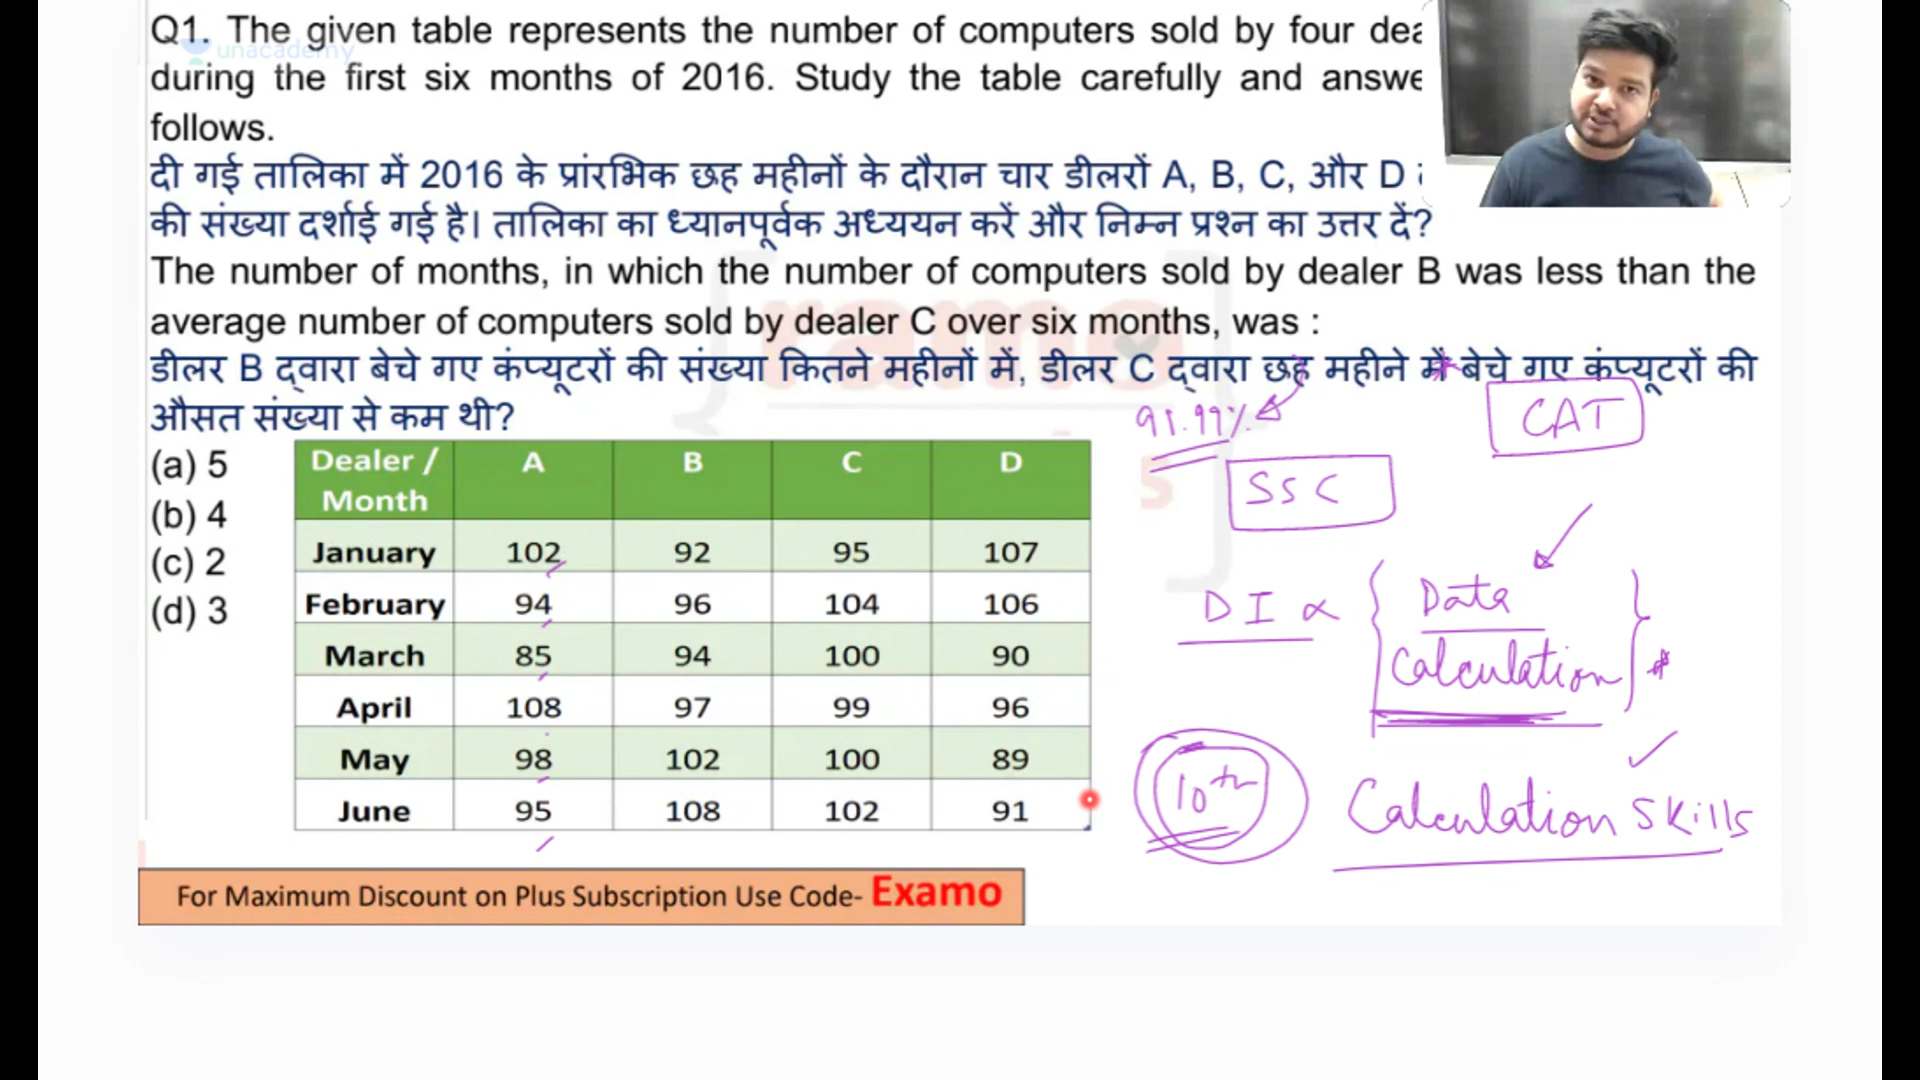 Q1. The given table represents the number of computers sold by four
unacademy
during the first six months of 2016. Study the table carefully and
follows.
दी गई तालिका में 2016 के प्रांरभिक छह महीनों के दौरान चार डीलरों A, B, C, और D
की संख्या दर्शाई गई है। तालिका का ध्यानपूर्वक अध्ययन करें और निम्न प्रश्न का उत्तर दें?
The number of months, in which the number of computers sold by dealer B was less than the
average number of computers sold by dealer C over six months, was :
डीलर B द्वारा बेचे गए कंप्यूटरों की संख्या कितने महीनों में, डीलर C द्वारा छह महीने में बेचे गए कंप्यूटरों की
औसत संख्या से कम थी?
(a) 5
(b) 4
(c) 2
(d) 3
Dealer / Month A B C D
January 102 92 95 107
February 94 96 104 106
March 85 94 100 90
April 108 97 99 96
May 98 102 100 89
June 95 108 102 91
CAT
SSC
DI ∝ { Data
Calculation } *
10th
Calculation Skills
For Maximum Discount on Plus Subscription Use Code- Examo